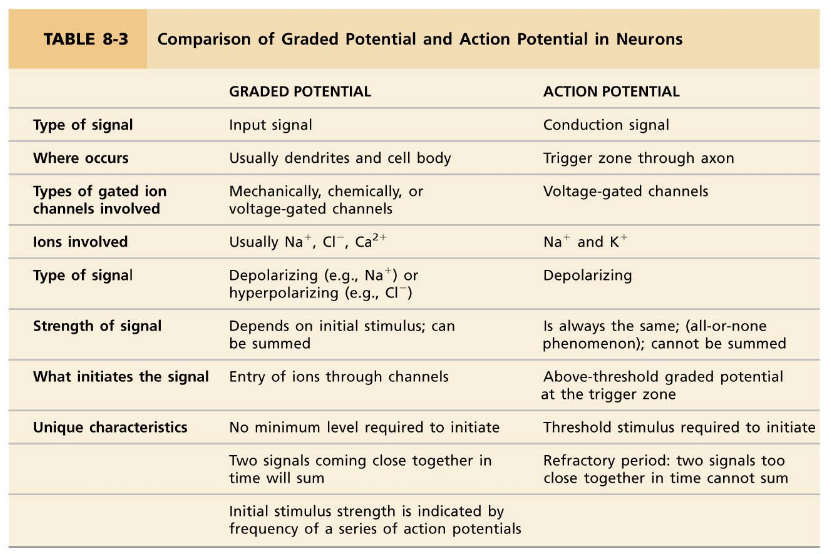 TABLE 8-3 Comparison of Graded Potential and Action Potential in Neurons
GRADED POTENTIAL ACTION POTENTIAL
Type of signal Input signal Conduction signal
Where occurs Usually dendrites and cell body Trigger zone through axon
Types of gated ion Mechanically, chemically, or Voltage-gated channels
channels involved voltage-gated channels
Ions involved Usually Na⁺, Cl⁻, Ca²⁺ Na⁺ and K⁺
Type of signal Depolarizing (e.g., Na⁺) or Depolarizing
hyperpolarizing (e.g., Cl⁻)
Strength of signal Depends on initial stimulus; can Is always the same; (all-or-none
be summed phenomenon); cannot be summed
What initiates the signal Entry of ions through channels Above-threshold graded potential
at the trigger zone
Unique characteristics No minimum level required to initiate Threshold stimulus required to initiate
Two signals coming close together in Refractory period: two signals too
time will sum close together in time cannot sum
Initial stimulus strength is indicated by
frequency of a series of action potentials